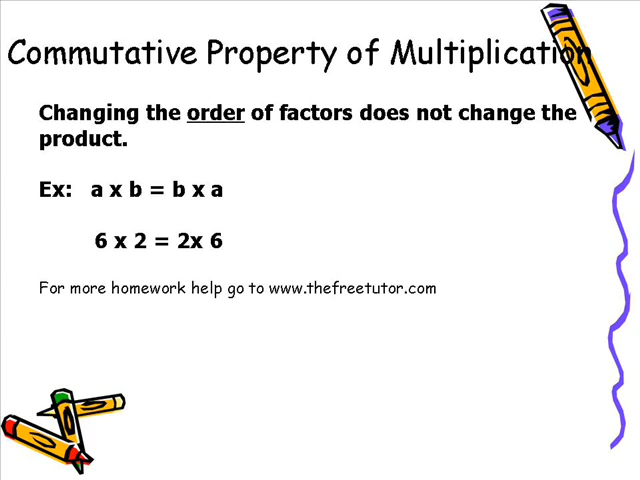 Commutative Property of Multiplication
Changing the order of factors does not change the
product.
Ex: a x b = b x a
6 x 2 = 2x 6
For more homework help go to www.thefreetutor.com